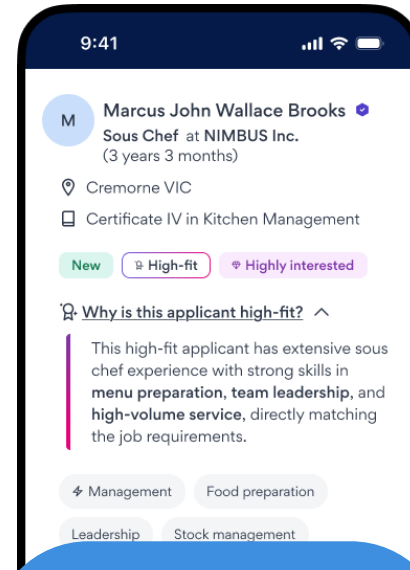 9:41
M
Marcus John Wallace Brooks
Sous Chef at NIMBUS Inc.
(3 years 3 months)
Cremorne VIC
Certificate IV in Kitchen Management
New
High-fit
Highly interested
Why is this applicant high-fit?
This high-fit applicant has extensive sous
chef experience with strong skills in
menu preparation, team leadership, and
high-volume service, directly matching
the job requirements.
Management
Food preparation
Leadership
Stock management